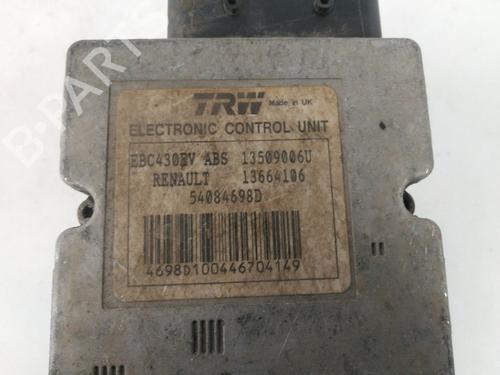 TRW Made in UK
ELECTRONIC CONTROL UNIT
EBC430EV ABS 13509006U
RENAULT 13664106
54084698D
4698D100446704149
B-PARTS